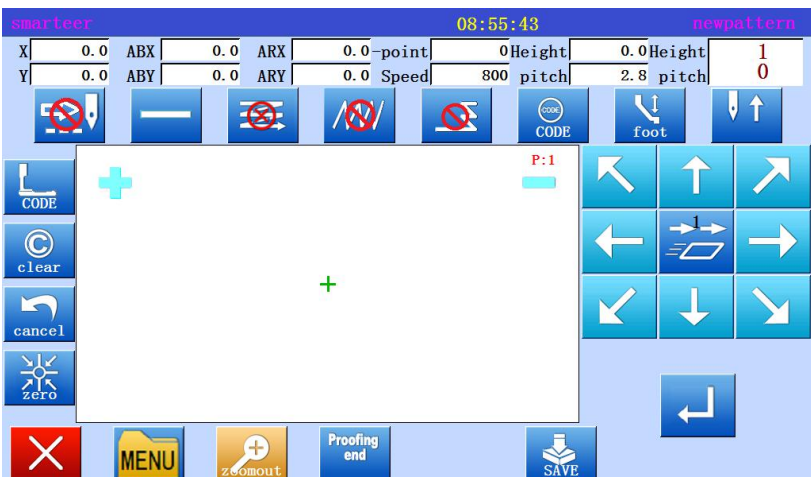 smarteer 08:55:43 newpattern
X 0.0 ABX 0.0 ARX 0.0 -point 0 Height 0.0 Height 1
Y 0.0 ABY 0.0 ARY 0.0 Speed 800 pitch 2.8 pitch 0
CODE
CODE foot
P:1
CODE
1
©
clear
cancel
zero
MENU
zoomout
Proofing
end
SAVE